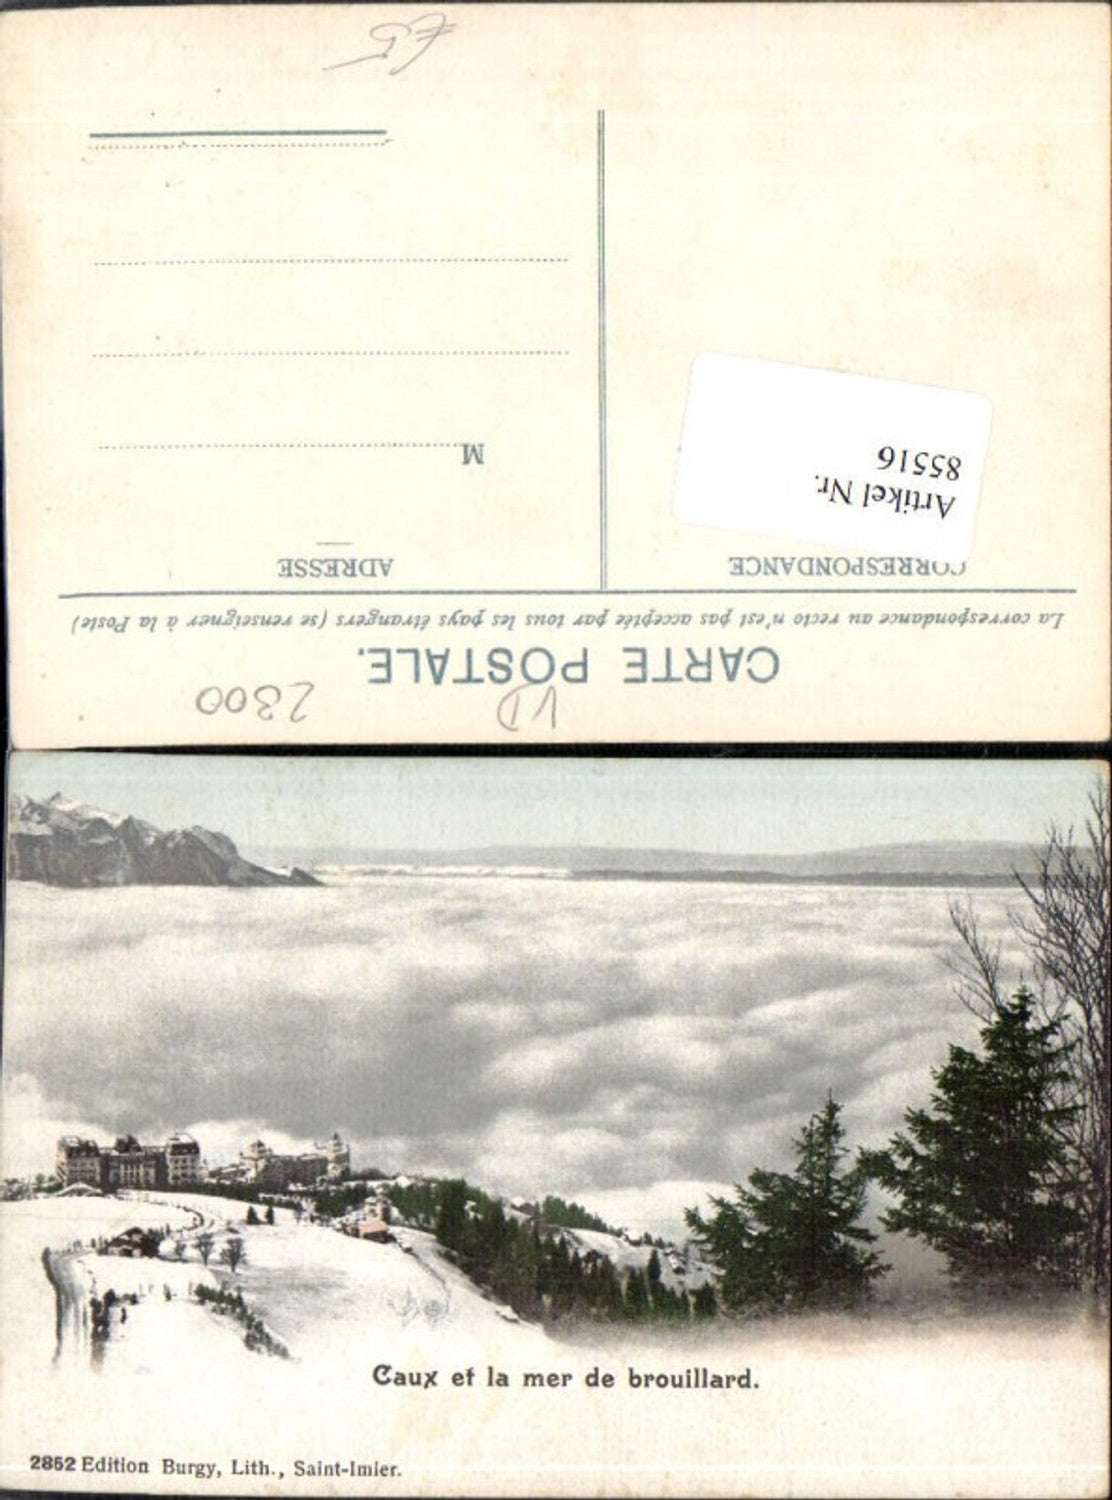 CARTE POSTALE.
La correspondance au recto n'est pas acceptée par tous les pays étrangers (se renseigner à la Poste)
CORRESPONDANCE
ADRESSE
M
Artikel Nr.
85516
VD
2300
Caux et la mer de brouillard.
2852 Edition Burgy, Lith., Saint-Imier.